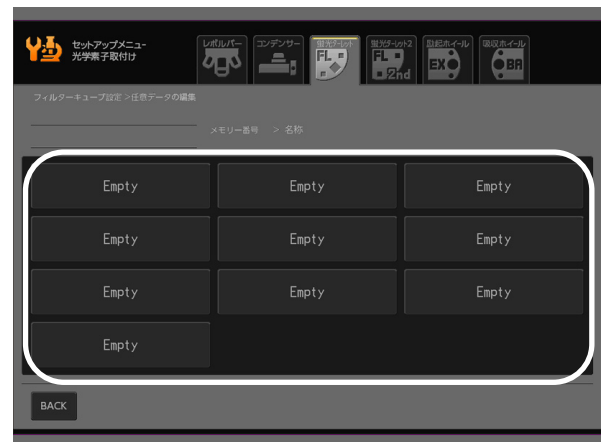 セットアップメニュー
光学素子取付け
レボルバー
コンデンサー
蛍光ターレット
FL
蛍光ターレット2
FL
2nd
励起ホイール
EX
吸収ホイール
BA
フィルターキューブ設定 >任意データの編集
メモリー番号 > 名称
Empty Empty Empty
Empty Empty Empty
Empty Empty Empty
Empty
BACK